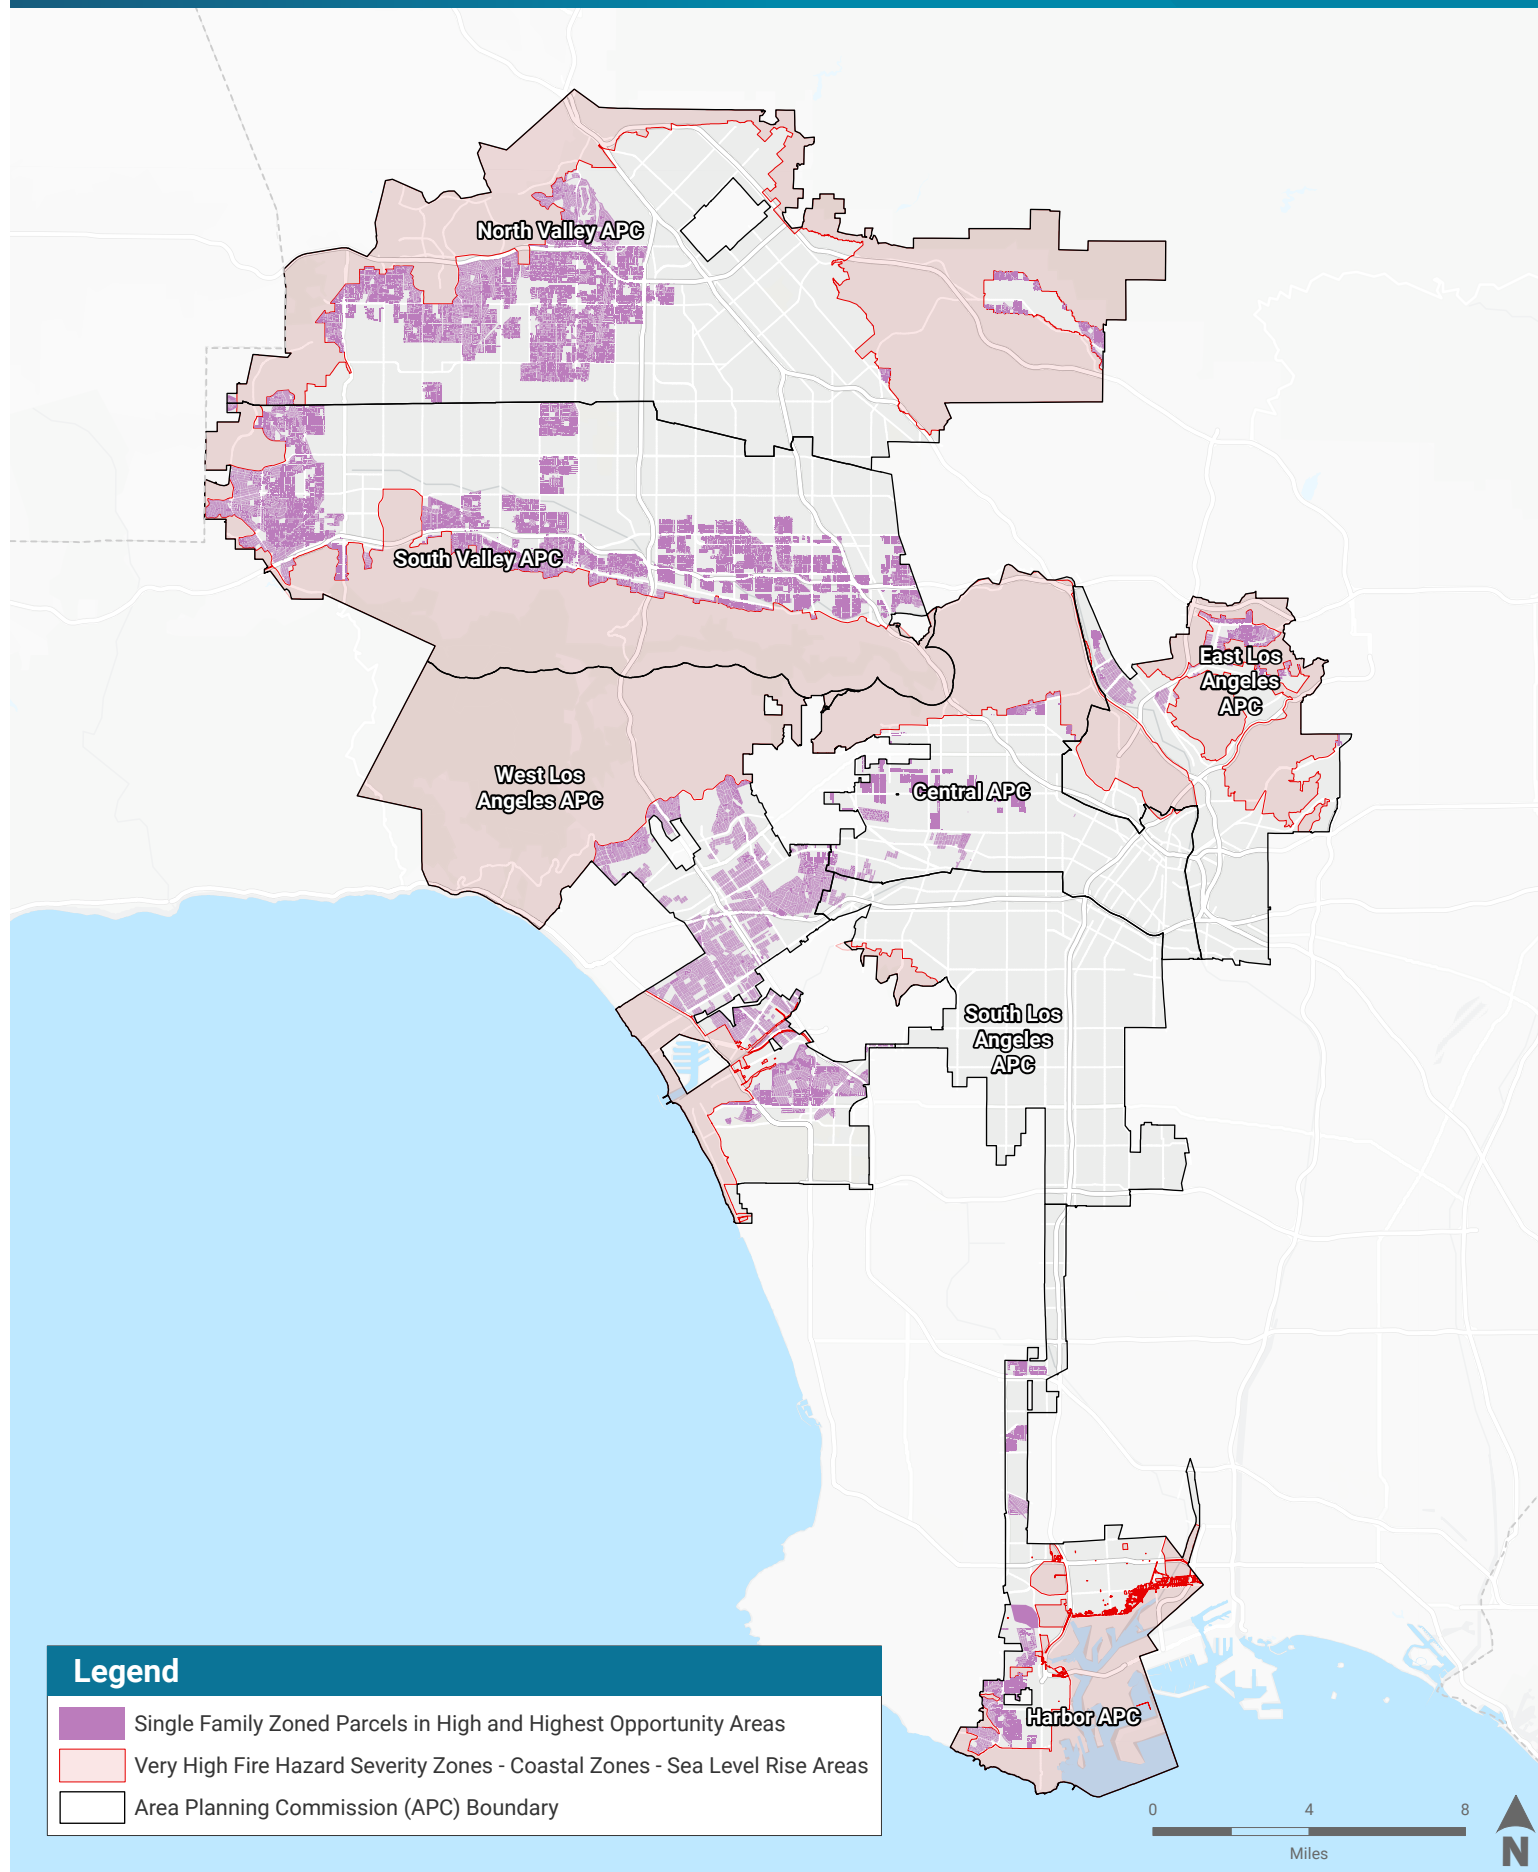 North Valley APC
South Valley APC
East Los
Angeles
APC
West Los
Angeles APC
Central APC
South Los
Angeles
APC
Harbor APC
Legend
Single Family Zoned Parcels in High and Highest Opportunity Areas
Very High Fire Hazard Severity Zones - Coastal Zones - Sea Level Rise Areas
Area Planning Commission (APC) Boundary
0 4 8
Miles
N